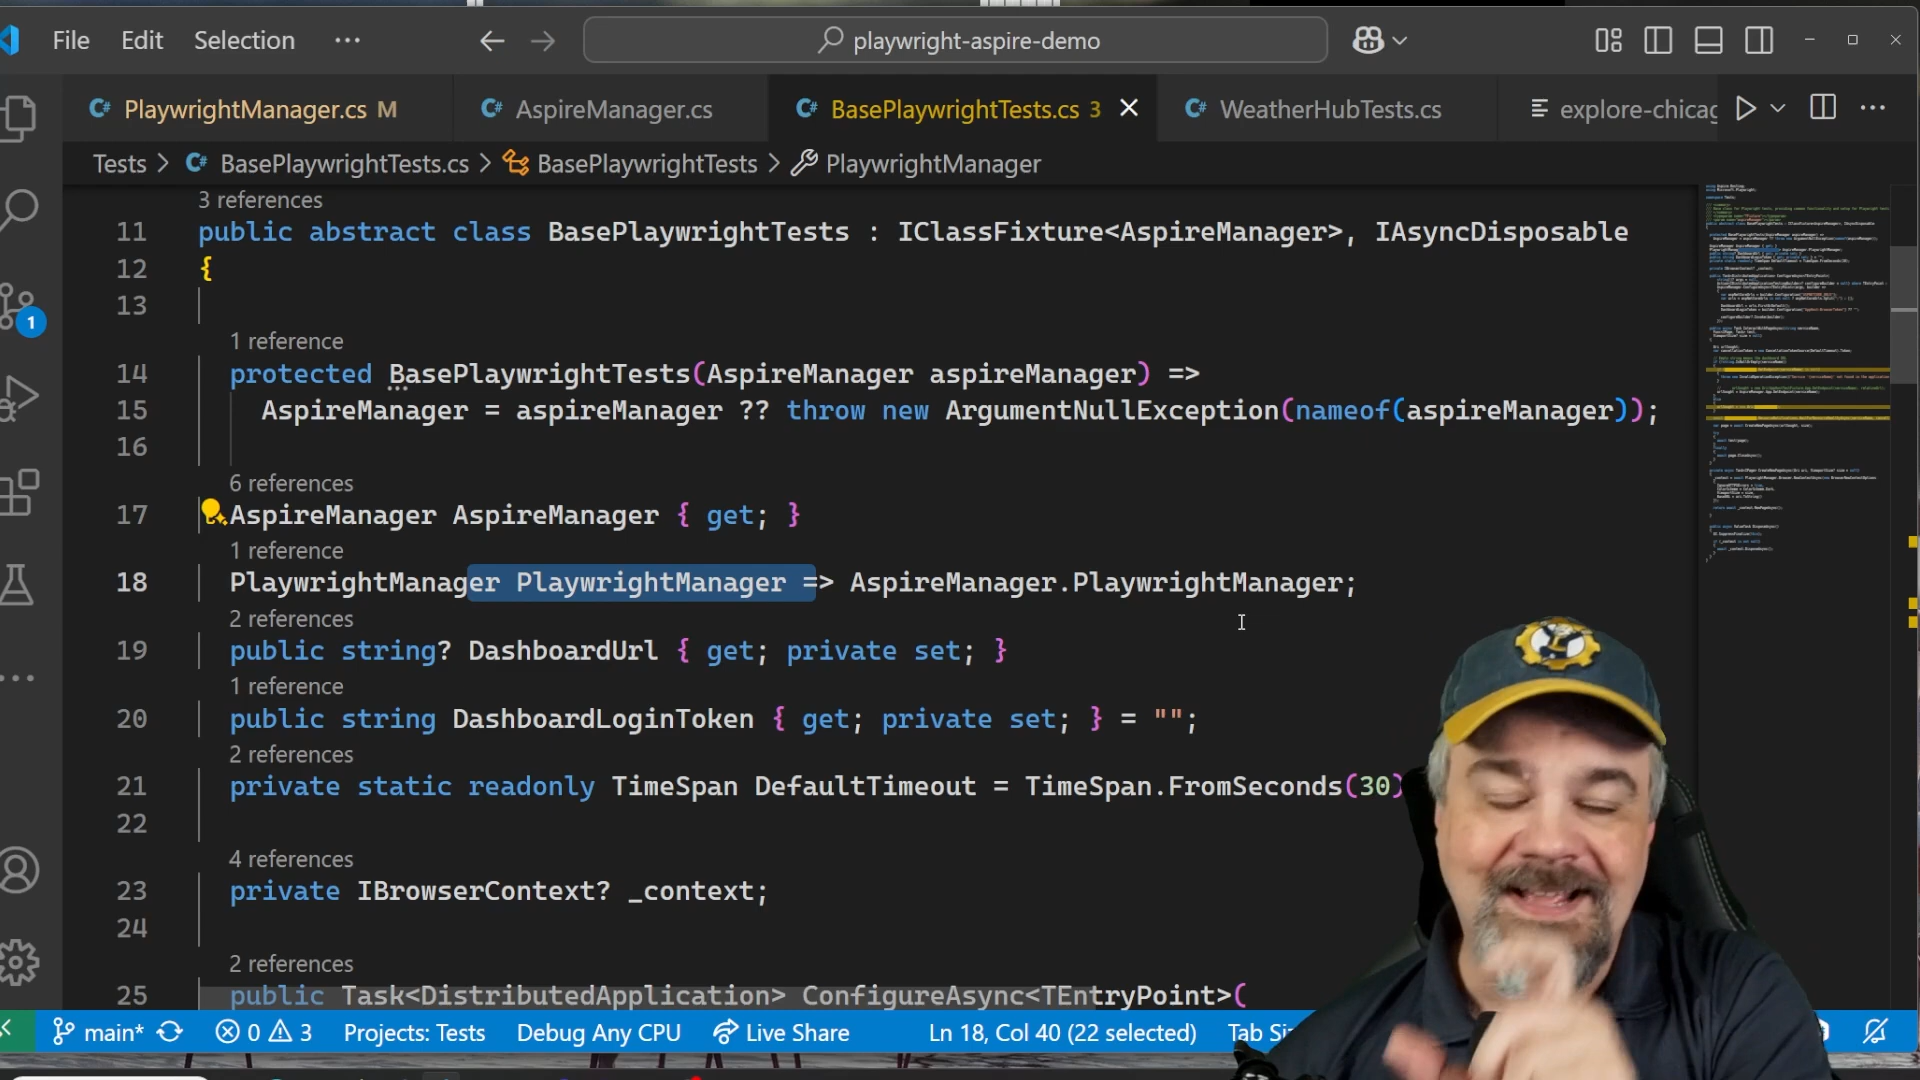 File Edit Selection ··· playwright-aspire-demo
PlaywrightManager.cs M AspireManager.cs BasePlaywrightTests.cs 3 WeatherHubTests.cs explore-chicag
Tests > BasePlaywrightTests.cs > BasePlaywrightTests > PlaywrightManager
3 references
11 public abstract class BasePlaywrightTests : IClassFixture<AspireManager>, IAsyncDisposable
12 {
13
1 reference
14 protected BasePlaywrightTests(AspireManager aspireManager) =>
15 AspireManager = aspireManager ?? throw new ArgumentNullException(nameof(aspireManager));
16
6 references
17 AspireManager AspireManager { get; }
1 reference
18 PlaywrightManager PlaywrightManager => AspireManager.PlaywrightManager;
2 references
19 public string? DashboardUrl { get; private set; }
1 reference
20 public string DashboardLoginToken { get; private set; } = "";
2 references
21 private static readonly TimeSpan DefaultTimeout = TimeSpan.FromSeconds(30)
22
4 references
23 private IBrowserContext? _context;
24
2 references
25 public Task<DistributedApplication> ConfigureAsync<TEntryPoint>(
1
main* 0 3 Projects: Tests Debug Any CPU Live Share Ln 18, Col 40 (22 selected) Tab Si